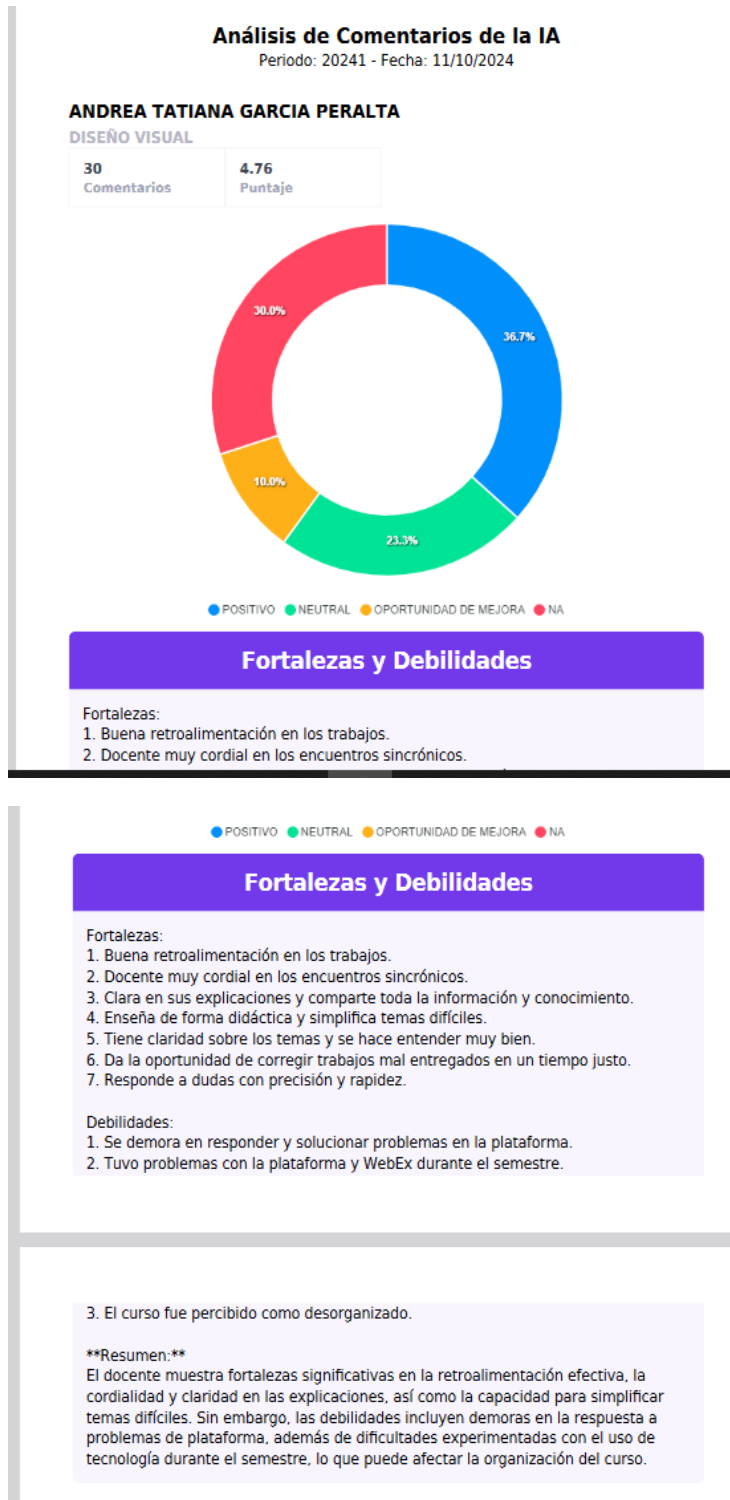 Análisis de Comentarios de la IA
Periodo: 20241 - Fecha: 11/10/2024
ANDREA TATIANA GARCIA PERALTA
DISEÑO VISUAL
30
Comentarios
4.76
Puntaje
30.0%
36.7%
10.0%
23.3%
POSITIVO NEUTRAL OPORTUNIDAD DE MEJORA NA
Fortalezas y Debilidades
Fortalezas:
1. Buena retroalimentación en los trabajos.
2. Docente muy cordial en los encuentros sincrónicos.
POSITIVO NEUTRAL OPORTUNIDAD DE MEJORA NA
Fortalezas y Debilidades
Fortalezas:
1. Buena retroalimentación en los trabajos.
2. Docente muy cordial en los encuentros sincrónicos.
3. Clara en sus explicaciones y comparte toda la información y conocimiento.
4. Enseña de forma didáctica y simplifica temas difíciles.
5. Tiene claridad sobre los temas y se hace entender muy bien.
6. Da la oportunidad de corregir trabajos mal entregados en un tiempo justo.
7. Responde a dudas con precisión y rapidez.
Debilidades:
1. Se demora en responder y solucionar problemas en la plataforma.
2. Tuvo problemas con la plataforma y WebEx durante el semestre.
3. El curso fue percibido como desorganizado.
**Resumen:**
El docente muestra fortalezas significativas en la retroalimentación efectiva, la
cordialidad y claridad en las explicaciones, así como la capacidad para simplificar
temas difíciles. Sin embargo, las debilidades incluyen demoras en la respuesta a
problemas de plataforma, además de dificultades experimentadas con el uso de
tecnología durante el semestre, lo que puede afectar la organización del curso.